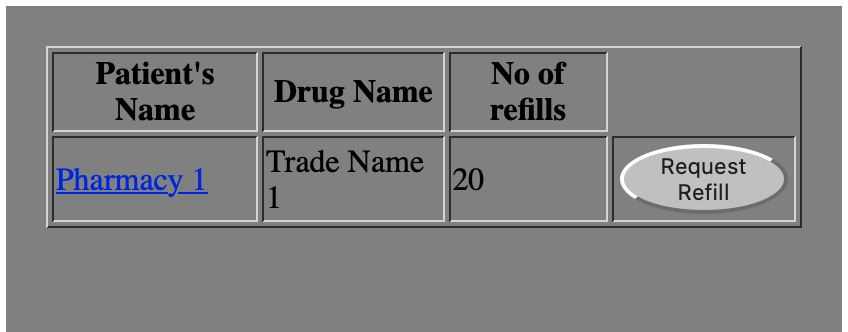 Patient's
Name
Drug Name
No of
refills
Pharmacy 1
Trade Name
1
20
Request
Refill